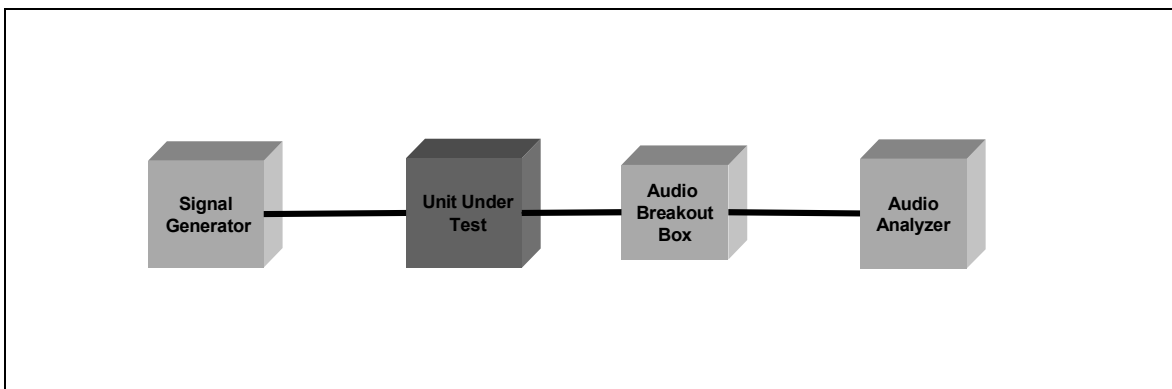 Signal
Generator
Unit Under
Test
Audio
Breakout
Box
Audio
Analyzer